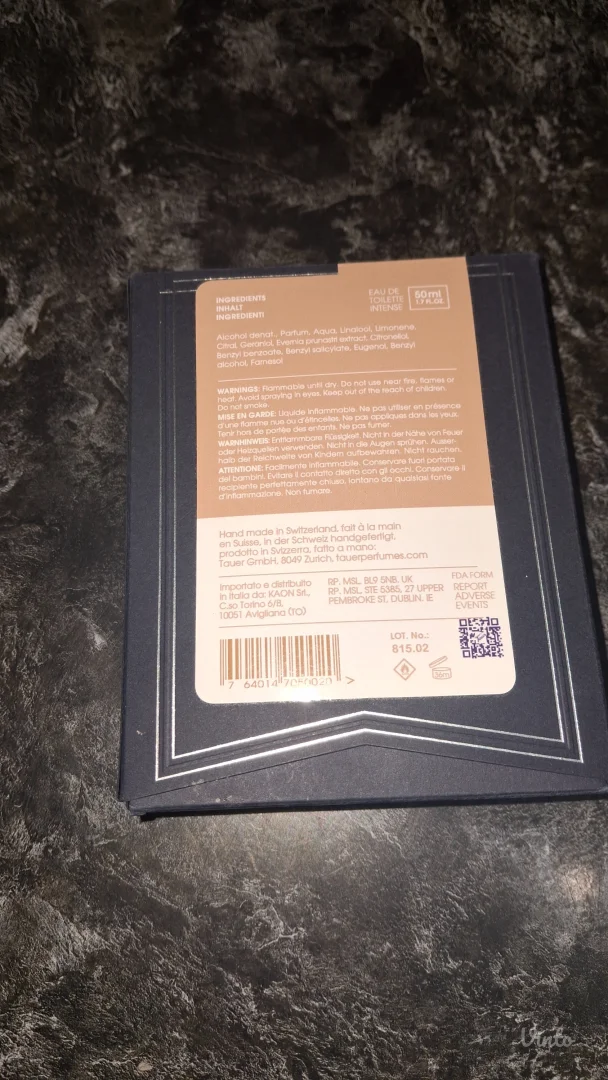 INGREDIENTS
INHALT
INGREDIENTI
EAU DE
TOILETTE
INTENSE
50 ml
1.7 FL.OZ
Alcohol denat., Parfum, Aqua, Linalool, Limonene,
Citral, Geraniol, Evernia prunastri extract, Citronellol,
Benzyl benzoate, Benzyl salicylate, Eugenol, Benzyl
alcohol, Farnesol
WARNINGS: Flammable until dry. Do not use near fire, flames or
heat. Avoid spraying in eyes. Keep out of the reach of children.
Do not smoke.
MISE EN GARDE: Liquide inflammable. Ne pas utiliser en présence
d'une flamme nue ou d'étincelles. Ne pas appliquer dans les yeux.
Tenir hors de portée des enfants. Ne pas fumer.
WARNHINWEIS: Entflammbare Flüssigkeit. Nicht in der Nähe von Feuer
oder Heizquellen verwenden. Nicht in die Augen sprühen. Ausser-
halb der Reichweite von Kindern aufbewahren. Nicht rauchen.
ATTENTIONE: Facilmente infiammabile. Conservare fuori portata
dei bambini. Evitare il contatto diretto con gli occhi. Conservare il
recipiente perfettamente chiuso, lontano da qualsiasi fonte
d'infiammazione. Non fumare.
Hand made in Switzerland, fait à la main
en Suisse, in der Schweiz handgefertigt,
prodotto in Svizzera, fatto a mano:
Tauer GmbH, 8049 Zurich, tauerperfumes.com
Importato e distribuito
in Italia da: KAON Srl.,
C.so Torino 6/B,
10051 Avigliana (TO)
RP. MSL, BL9 5NB. UK
RP. MSL, STE 5385, 27 UPPER
PEMBROKE ST. DUBLIN. IE
FDA FORM
REPORT
ADVERSE
EVENTS
LOT. No.:
815.02
7 640147050020 >
36m
Vinto